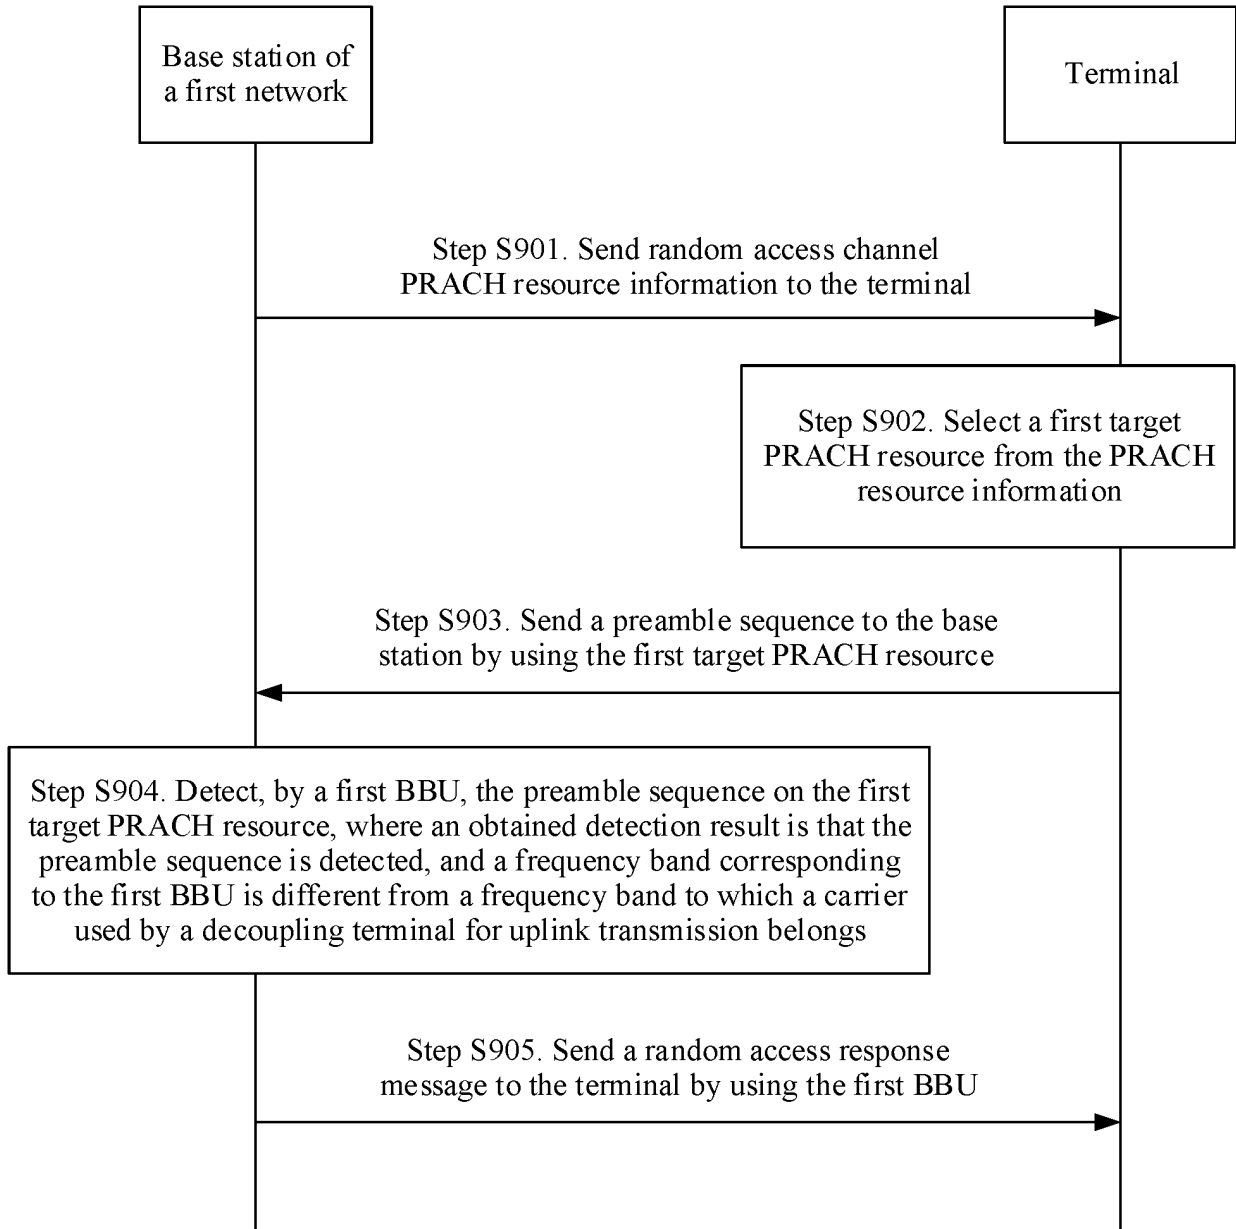 Base station of
a first network
Terminal
Step S901. Send random access channel
PRACH resource information to the terminal
Step S902. Select a first target
PRACH resource from the PRACH
resource information
Step S903. Send a preamble sequence to the base
station by using the first target PRACH resource
Step S904. Detect, by a first BBU, the preamble sequence on the first
target PRACH resource, where an obtained detection result is that the
preamble sequence is detected, and a frequency band corresponding
to the first BBU is different from a frequency band to which a carrier
used by a decoupling terminal for uplink transmission belongs
Step S905. Send a random access response
message to the terminal by using the first BBU